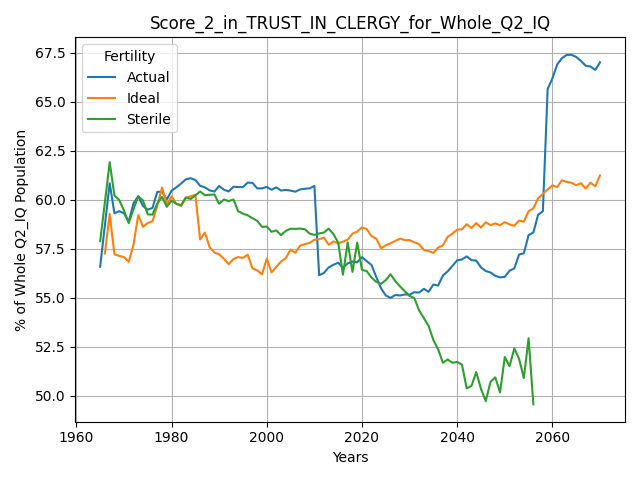 Score_2_in_TRUST_IN_CLERGY_for_Whole_Q2_IQ
Fertility
Actual
Ideal
Sterile
% of Whole Q2_IQ Population
67.5
65.0
62.5
60.0
57.5
55.0
52.5
50.0
1960 1980 2000 2020 2040 2060
Years